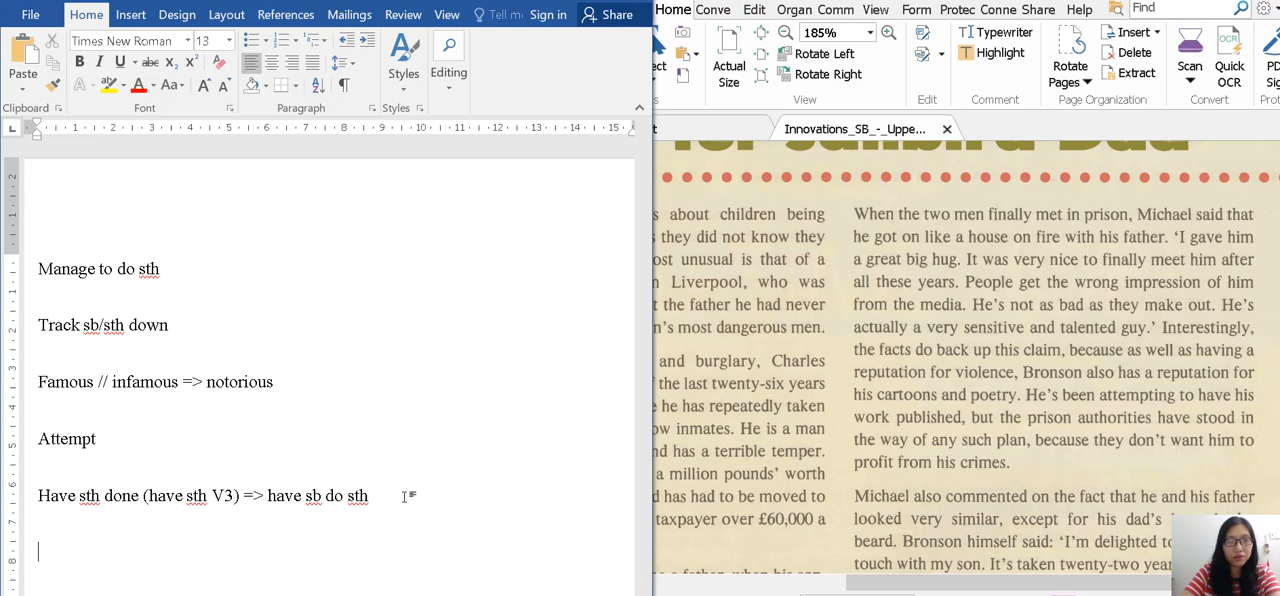 File Home Insert Design Layout References Mailings Review View Tell me Sign in Share
Times New Roman 13
Paste
Styles
Editing
Clipboard Font Paragraph Styles
Manage to do sth
Track sb/sth down
Famous // infamous => notorious
Attempt
Have sth done (have sth V3) => have sb do sth
Home Conve Edit Organ Comm View Form Protec Conne Share Help Find
Actual Size
185%
Rotate Left
Rotate Right
Typewriter
Highlight
Rotate Pages
Insert
Delete
Extract
Scan
Quick OCR
View Edit Comment Page Organization Convert
Innovations_SB_-_Uppe...
about children being
they did not know they
ost unusual is that of a
Liverpool, who was
t the father he had never
n's most dangerous men.
and burglary, Charles
f the last twenty-six years
e he has repeatedly taken
ow inmates. He is a man
nd has a terrible temper.
a million pounds' worth
d has had to be moved to
taxpayer over £60,000 a
When the two men finally met in prison, Michael said that
he got on like a house on fire with his father. 'I gave him
a great big hug. It was very nice to finally meet him after
all these years. People get the wrong impression of him
from the media. He's not as bad as they make out. He's
actually a very sensitive and talented guy.' Interestingly,
the facts do back up this claim, because as well as having a
reputation for violence, Bronson also has a reputation for
his cartoons and poetry. He's been attempting to have his
work published, but the prison authorities have stood in
the way of any such plan, because they don't want him to
profit from his crimes.
Michael also commented on the fact that he and his father
looked very similar, except for his dad's
beard. Bronson himself said: 'I'm delighted to
touch with my son. It's taken twenty-two year